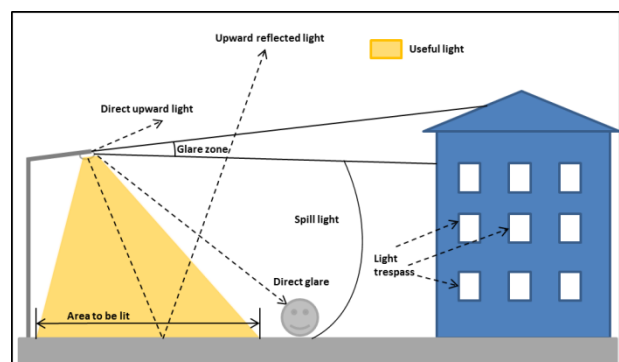 Upward reflected light
Useful light
Direct upward light
Glare zone
Spill light
Light
trespass
Direct glare
Area to be lit